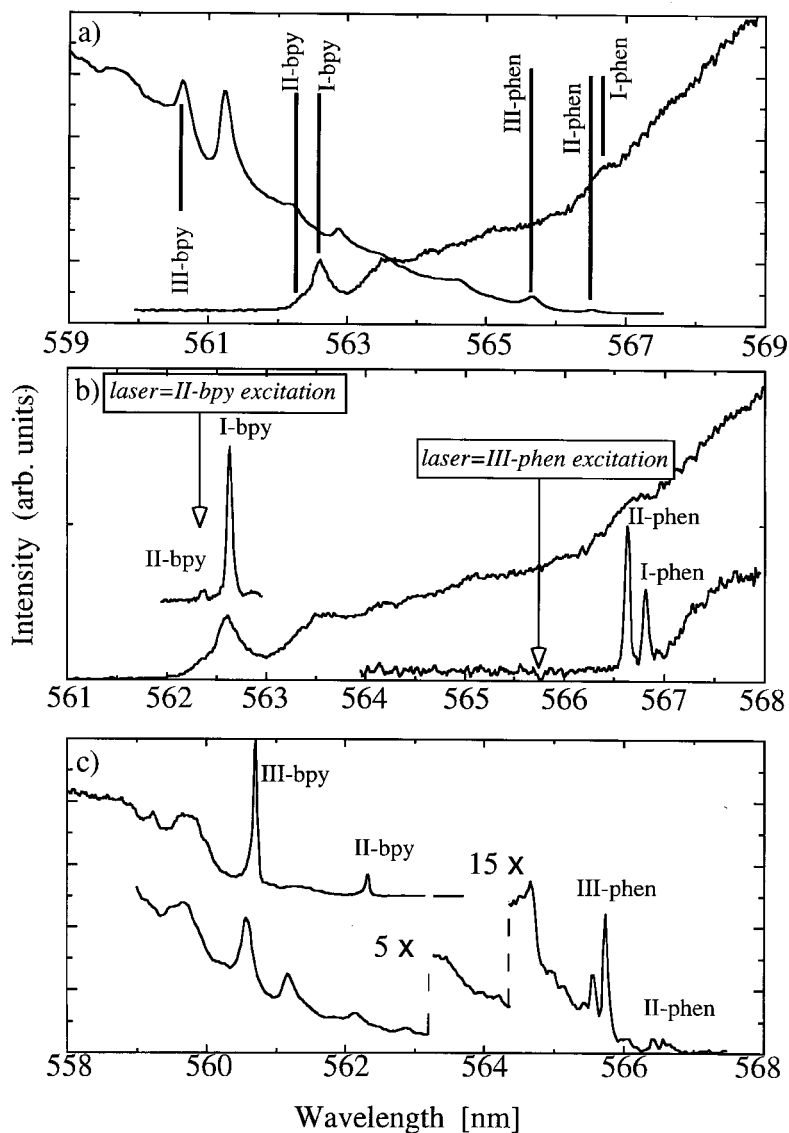 a)
II-bpy
I-bpy
III-phen
II-phen
I-phen
III-bpy
559 561 563 565 567 569
b)
laser=II-bpy excitation
I-bpy
laser=III-phen excitation
II-phen
II-bpy
I-phen
Intensity (arb. units)
561 562 563 564 565 566 567 568
c)
III-bpy
II-bpy
15 x
III-phen
5 x
II-phen
558 560 562 564 566 568
Wavelength [nm]